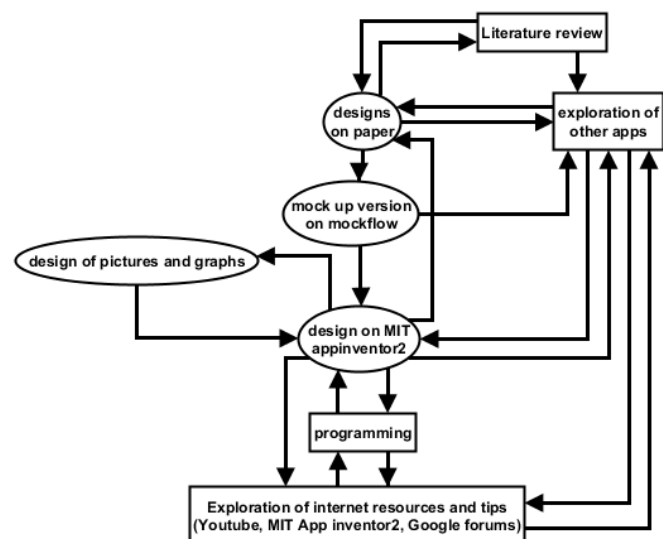 Literature review
designs
on paper
exploration of
other apps
mock up version
on mockflow
design of pictures and graphs
design on MIT
appinventor2
programming
Exploration of internet resources and tips
(Youtube, MIT App inventor2, Google forums)